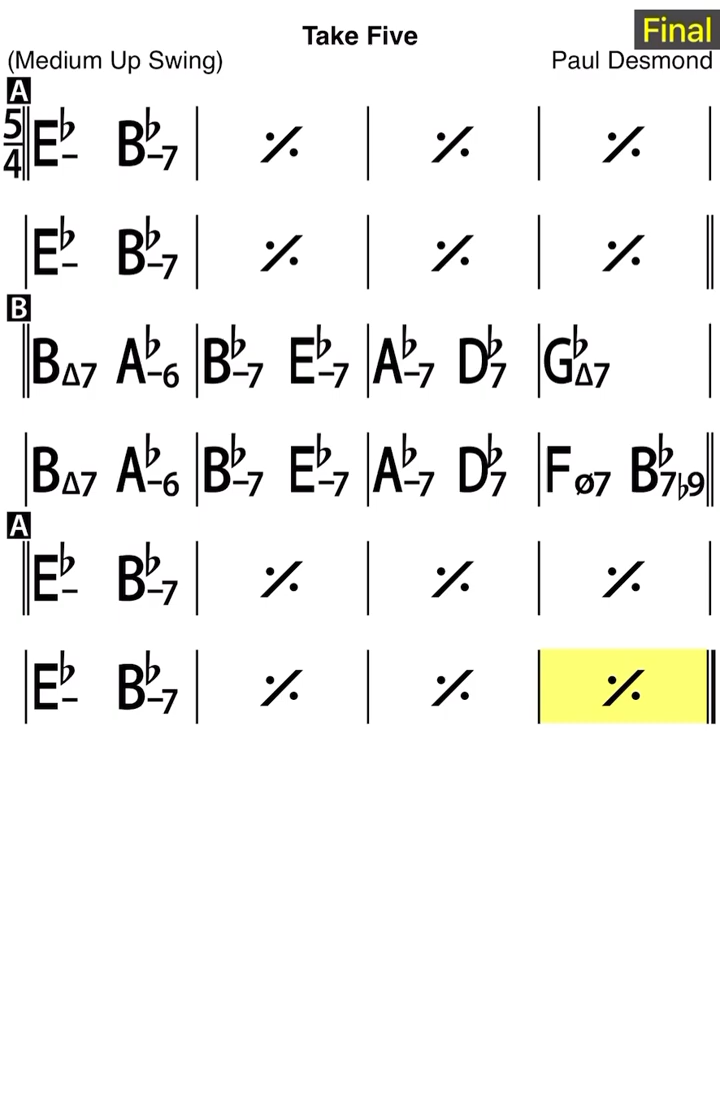 Take Five
Final
(Medium Up Swing)
Paul Desmond
A
5/4 E♭– B♭–7 | 𝄎 | 𝄎 | 𝄎 |
| E♭– B♭–7 | 𝄎 | 𝄎 | 𝄎 ||
B
|| BΔ7 A♭–6 | B♭–7 E♭–7 | A♭–7 D♭7 | G♭Δ7 |
| BΔ7 A♭–6 | B♭–7 E♭–7 | A♭–7 D♭7 | Fø7 B♭7♭9 ||
A
|| E♭– B♭–7 | 𝄎 | 𝄎 | 𝄎 |
| E♭– B♭–7 | 𝄎 | 𝄎 | 𝄎 ||